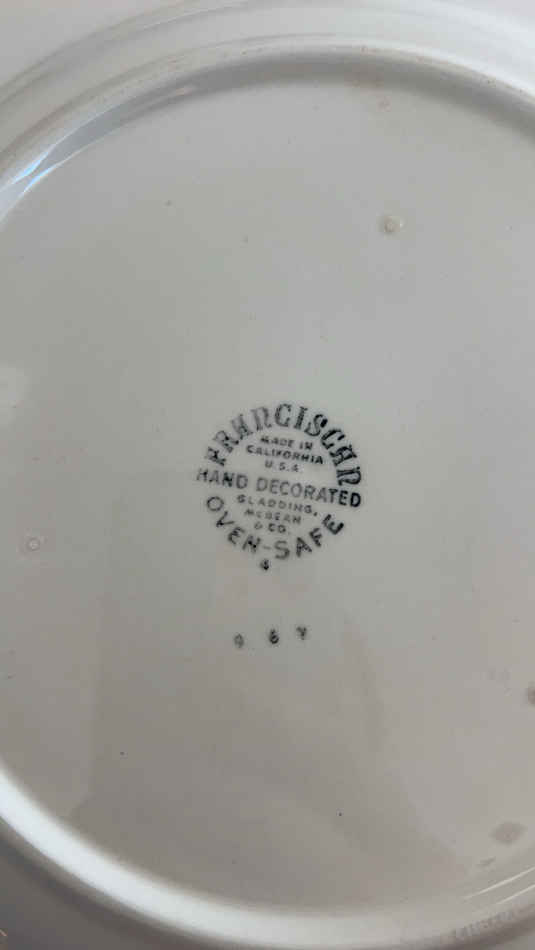 FRANCISCAN
MADE IN
CALIFORNIA
U.S.A.
HAND DECORATED
GLADDING,
McBEAN
& CO.
OVEN-SAFE